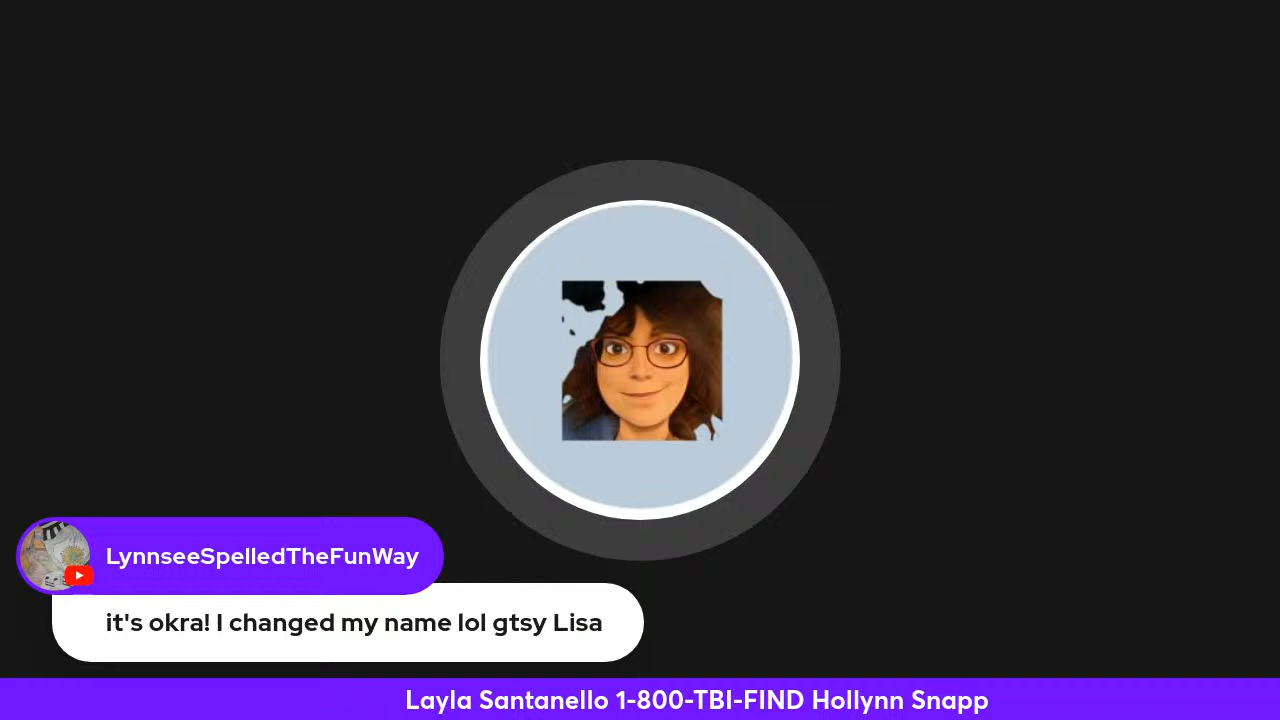 LynnseeSpelledTheFunWay
it's okra! I changed my name lol gtsy Lisa
Layla Santanello 1-800-TBI-FIND Hollynn Snapp